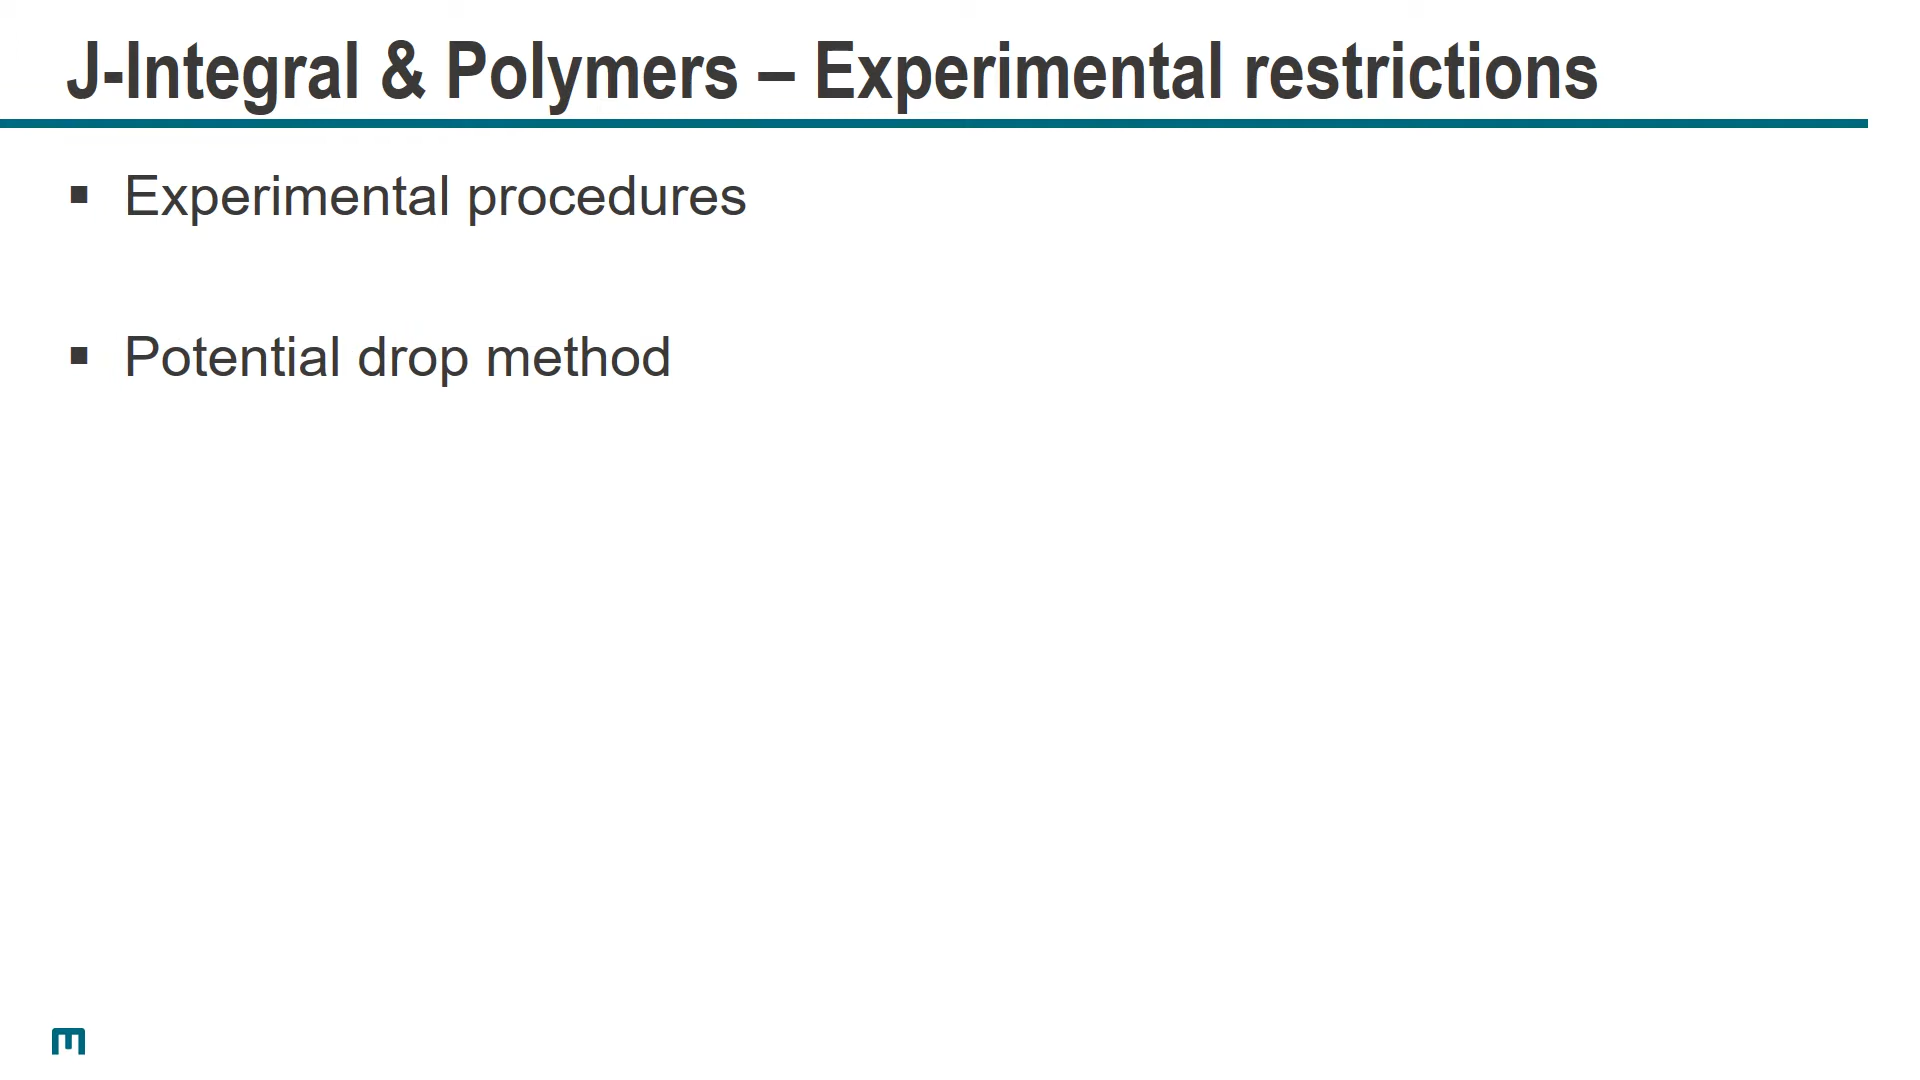 J-Integral & Polymers – Experimental restrictions
▪ Experimental procedures
▪ Potential drop method